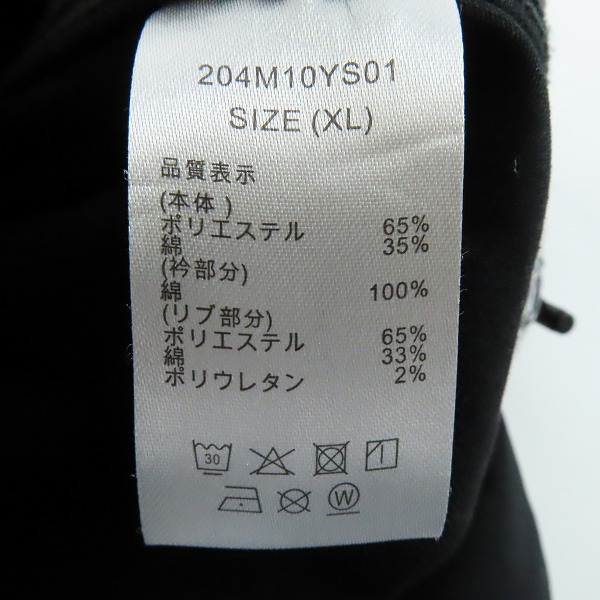 204M10YS01
SIZE (XL)
品質表示
(本体 )
ポリエステル 65%
綿 35%
(衿部分)
綿 100%
(リブ部分)
ポリエステル 65%
綿 33%
ポリウレタン 2%
30
W